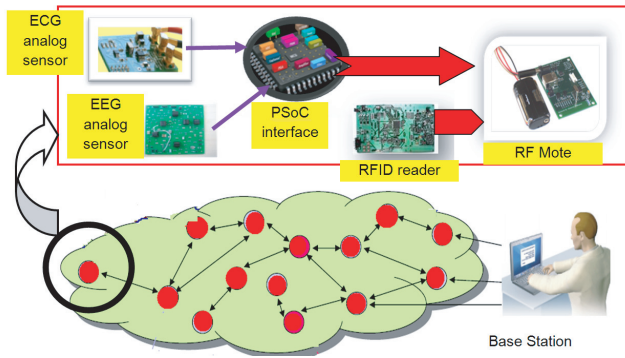 ECG
analog
sensor
EEG
analog
sensor
PSoC
interface
RFID reader
RF Mote
Base Station